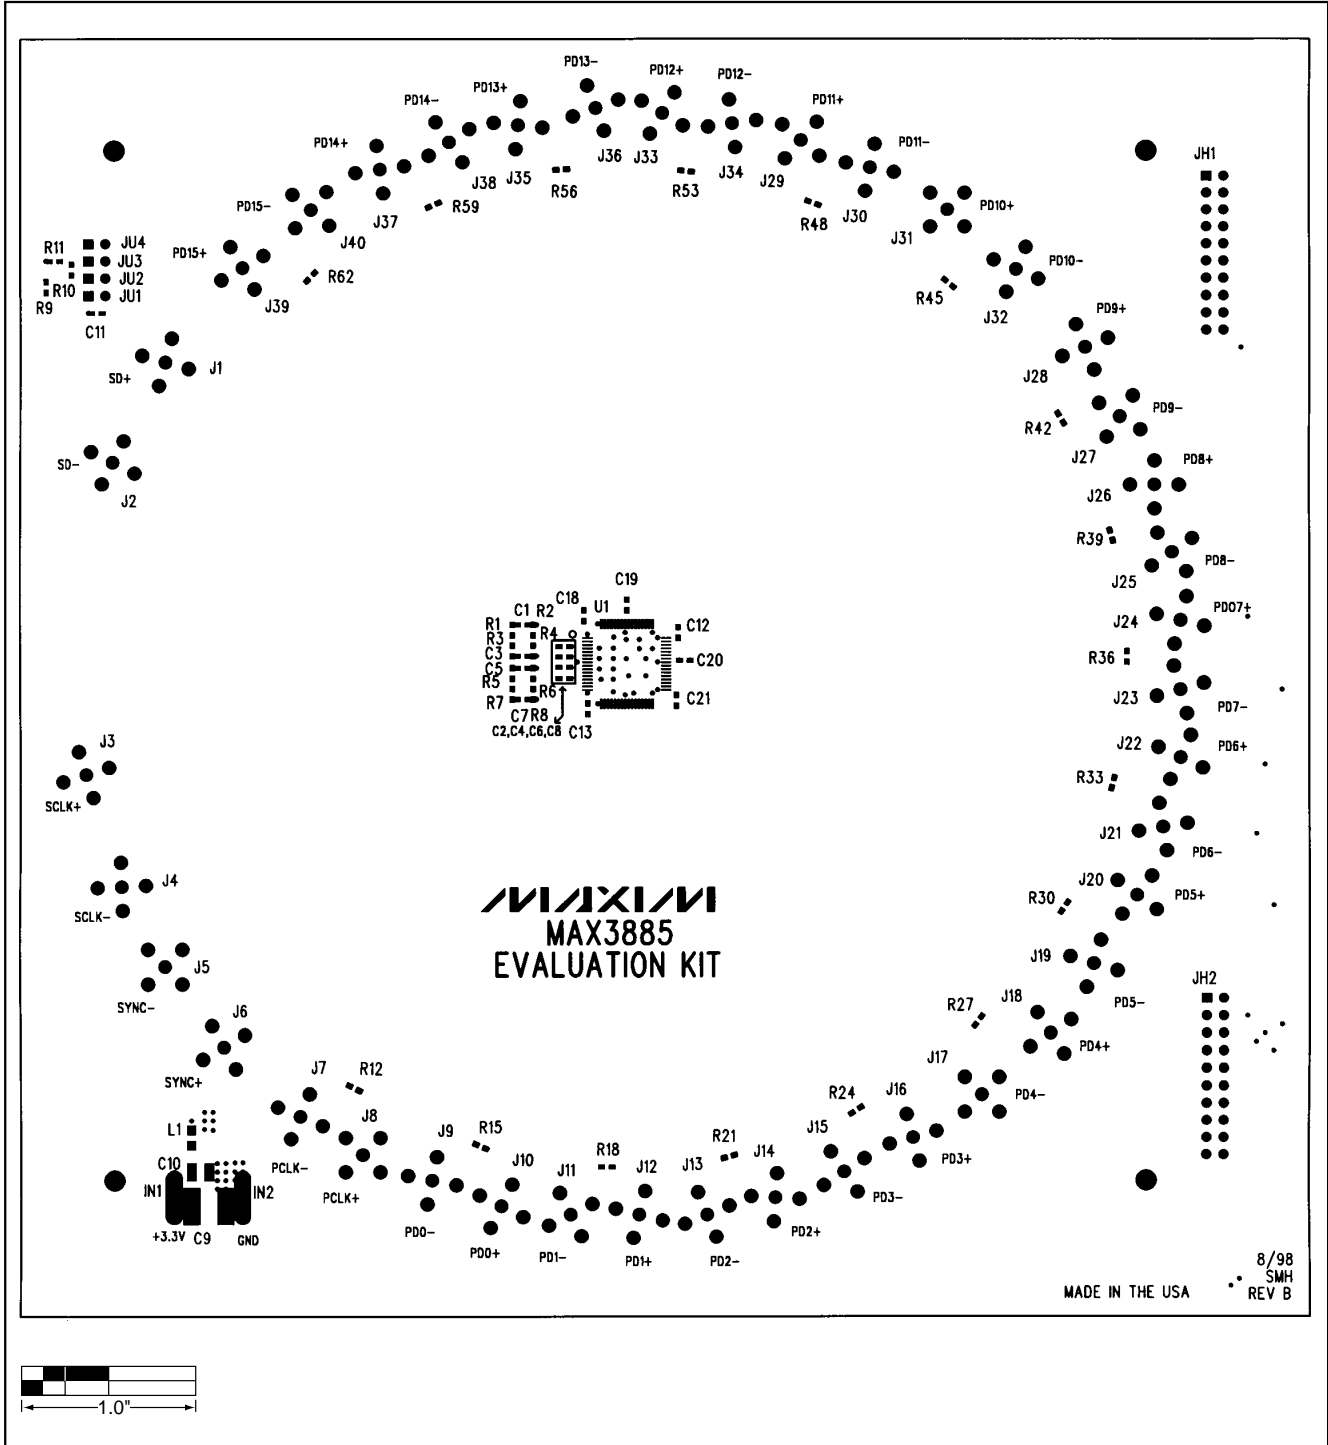 PD13-
PD12+
PD12-
PD13+
PD14-
PD11+
PD14+
PD11-
J36
J33
J34
J35
J38
J29
JH1
R56
R53
J30
J37
R59
R48
PD15-
PD10+
J40
J31
R11
JU4
JU3
JU2
JU1
PD15+
PD10-
R62
R45
R10
R9
J39
J32
C11
PD9+
J1
SD+
J28
PD9-
R42
J27
SD-
J2
PD8+
J26
R39
PD8-
J25
C19
C18
U1
C1
R2
R1
R4
R3
C3
C5
R5
R6
R7
C7
R8
C2,C4,C6,C8
C13
C12
C20
C21
J24
PD07+
R36
J23
PD7-
J22
PD6+
J3
SCLK+
R33
J21
PD6-
J20
PD5+
J4
SCLK-
R30
MAXIM
MAX3885
EVALUATION KIT
J19
J5
SYNC-
JH2
PD5-
R27
J18
J6
PD4+
SYNC+
J17
J7
R12
PD4-
J16
R24
L1
J8
J9
R15
J15
C10
PCLK-
J10
J11
R18
J12
J13
R21
J14
PD3+
IN1
IN2
PCLK+
PD3-
+3.3V
C9
GND
PD0-
PD0+
PD1-
PD1+
PD2-
PD2+
8/98
SMH
MADE IN THE USA
REV B
1.0"